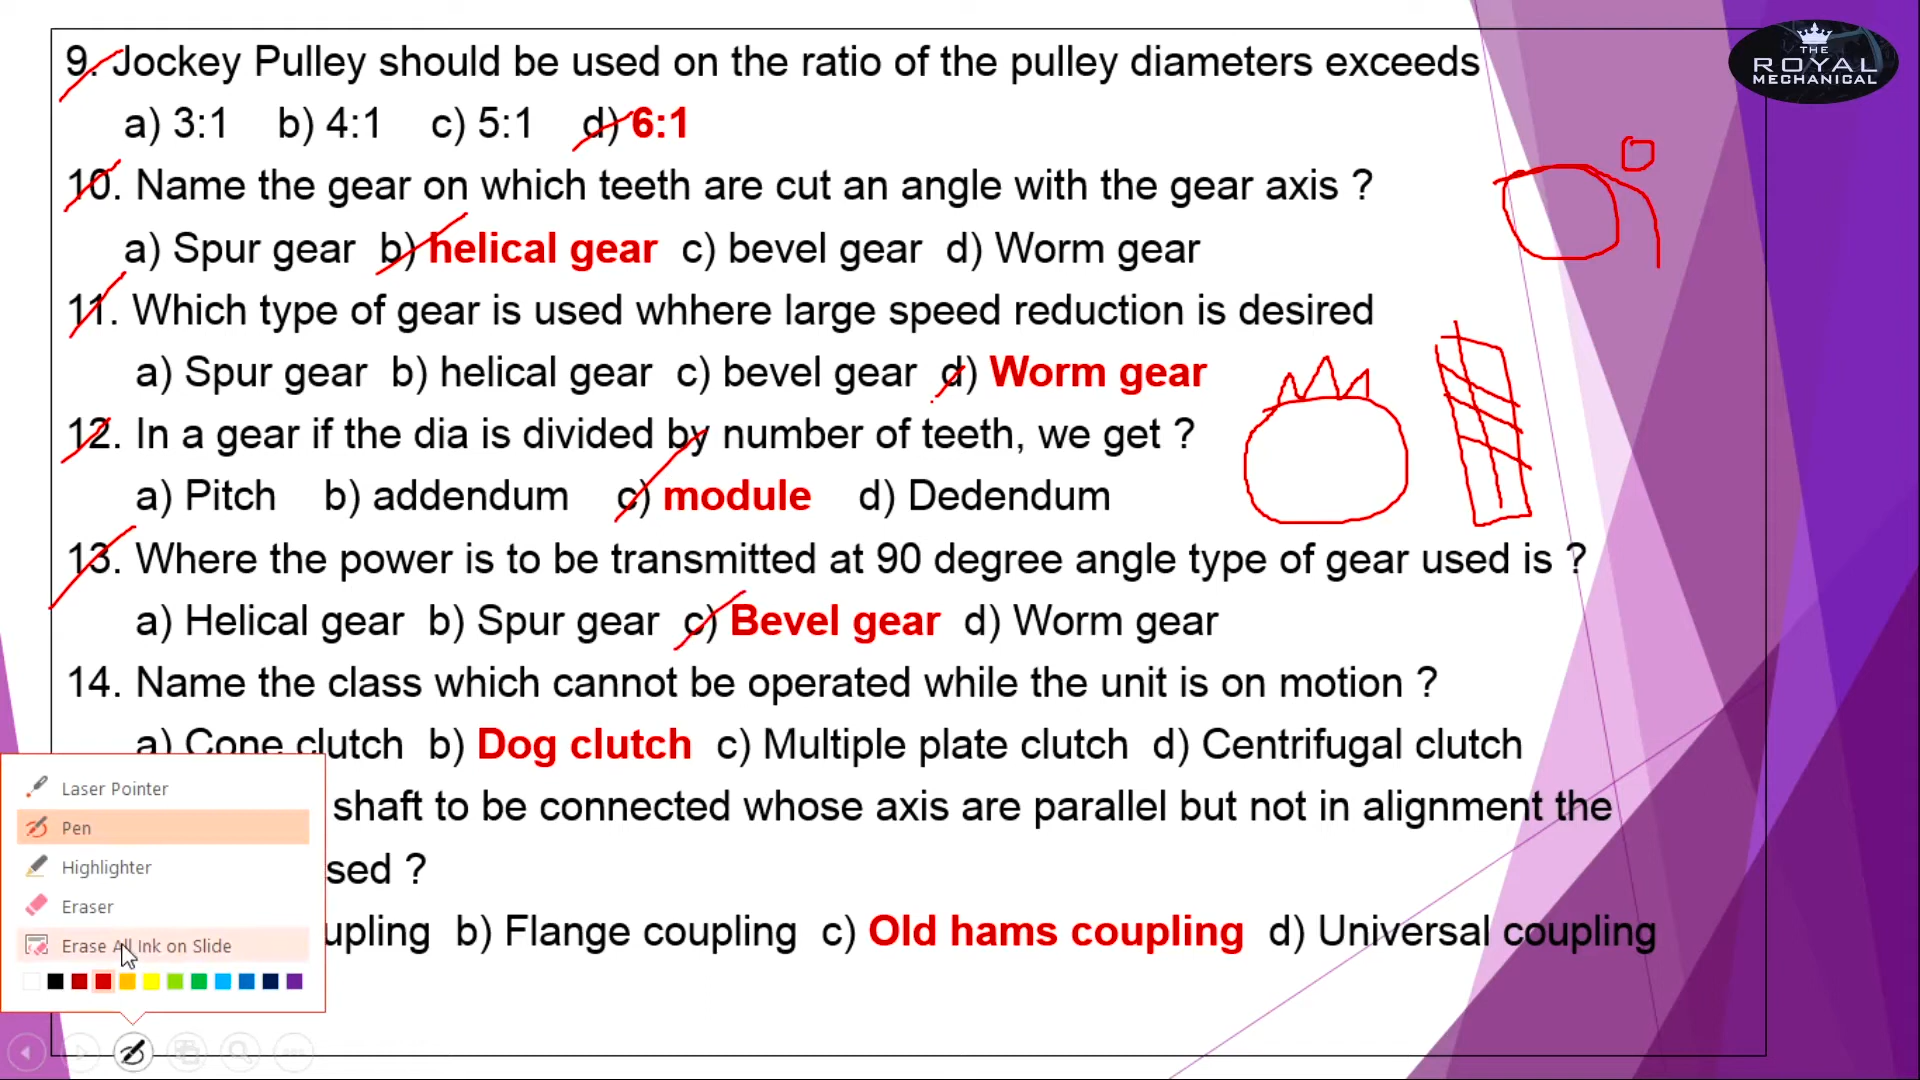 9. Jockey Pulley should be used on the ratio of the pulley diameters exceeds
a) 3:1 b) 4:1 c) 5:1 d) 6:1
10. Name the gear on which teeth are cut an angle with the gear axis ?
a) Spur gear b) helical gear c) bevel gear d) Worm gear
11. Which type of gear is used whhere large speed reduction is desired
a) Spur gear b) helical gear c) bevel gear d) Worm gear
12. In a gear if the dia is divided by number of teeth, we get ?
a) Pitch b) addendum c) module d) Dedendum
13. Where the power is to be transmitted at 90 degree angle type of gear used is ?
a) Helical gear b) Spur gear c) Bevel gear d) Worm gear
14. Name the class which cannot be operated while the unit is on motion ?
a) Cone clutch b) Dog clutch c) Multiple plate clutch d) Centrifugal clutch
shaft to be connected whose axis are parallel but not in alignment the
sed ?
upling b) Flange coupling c) Old hams coupling d) Universal coupling
THE
ROYAL
MECHANICAL
Laser Pointer
Pen
Highlighter
Eraser
Erase All Ink on Slide